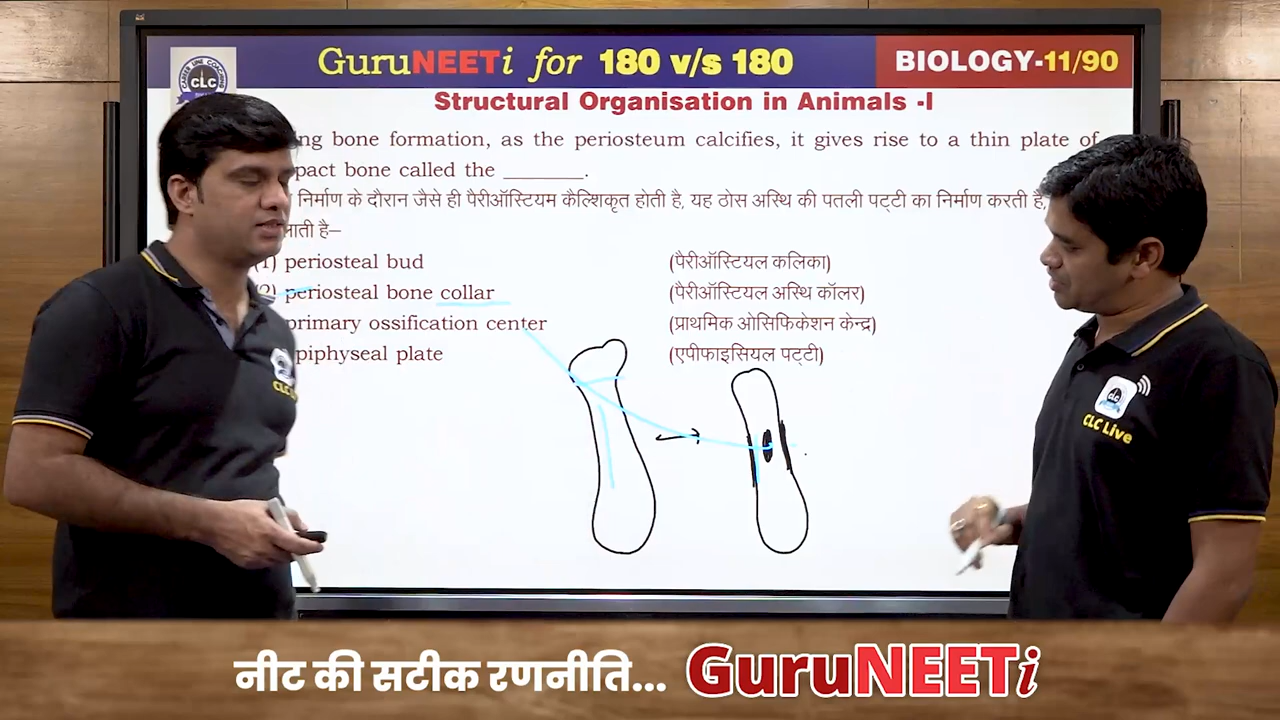 GuruNEETi for 180 v/s 180
BIOLOGY-11/90
CLC
Structural Organisation in Animals -I
ng bone formation, as the periosteum calcifies, it gives rise to a thin plate of
pact bone called the ________.
निर्माण के दौरान जैसे ही पैरीऑस्टियम कैल्शिकृत होती है, यह ठोस अस्थि की पतली पट्टी का निर्माण करती है,
लाती है–
(1) periosteal bud (पैरीऑस्टियल कलिका)
(2) periosteal bone collar (पैरीऑस्टियल अस्थि कॉलर)
primary ossification center (प्राथमिक ओसिफिकेशन केन्द्र)
piphyseal plate (एपीफाइसियल पट्टी)
CLC
CLC Live
नीट की सटीक रणनीति... GuruNEETi